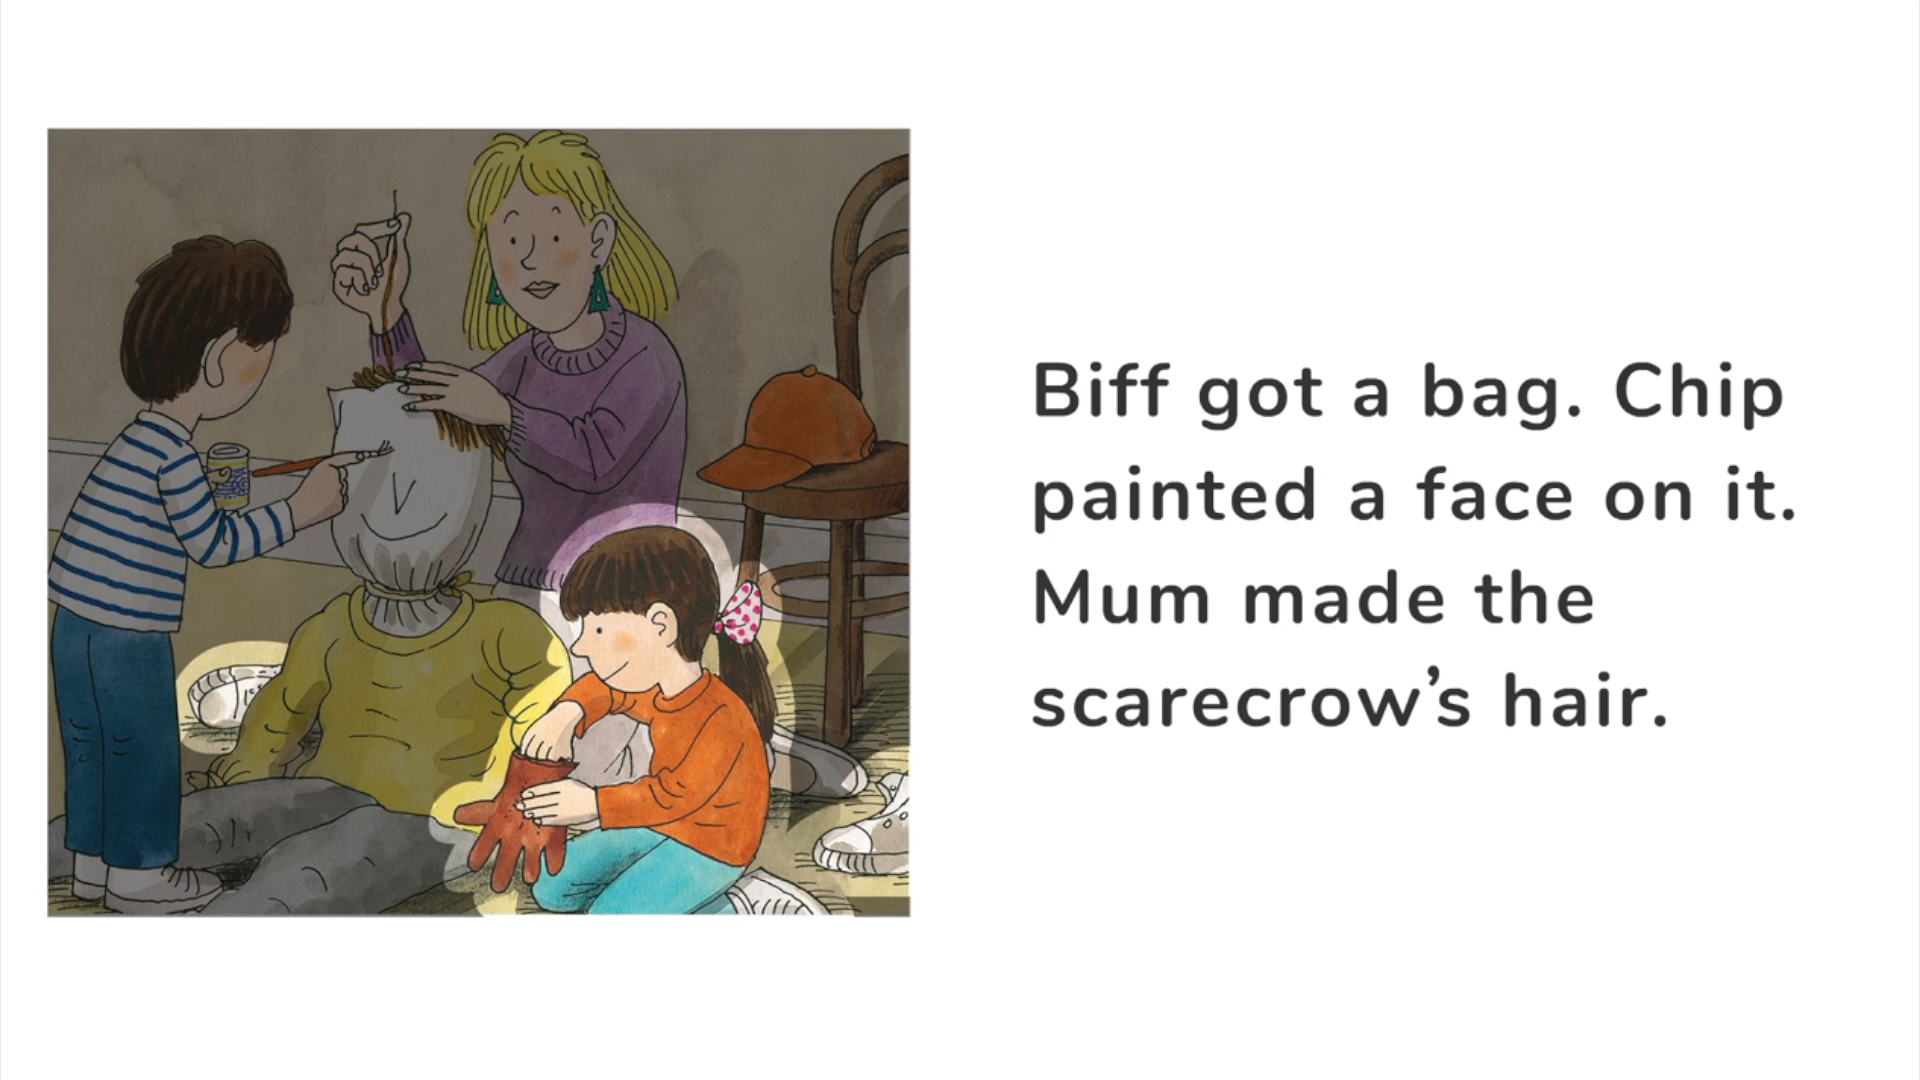 Biff got a bag. Chip
painted a face on it.
Mum made the
scarecrow’s hair.